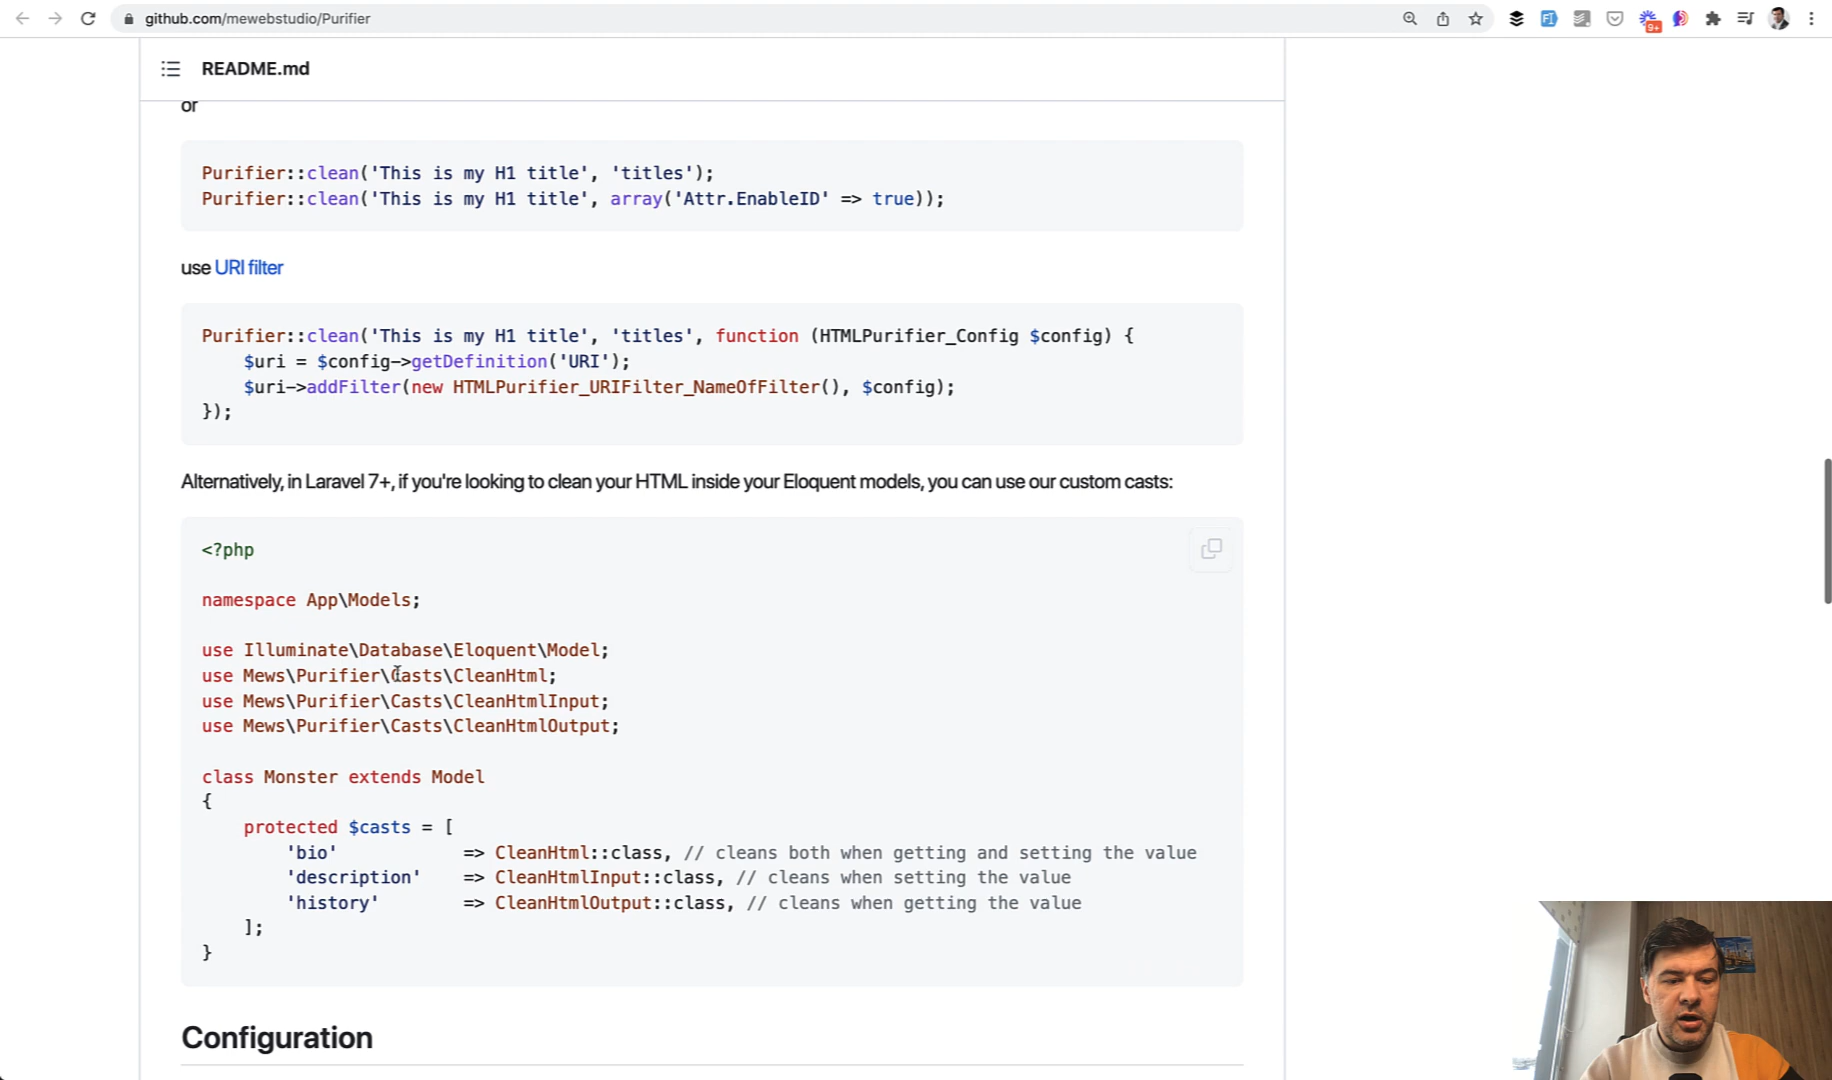 github.com/mewebstudio/Purifier
9+
README.md
or
Purifier::clean('This is my H1 title', 'titles');
Purifier::clean('This is my H1 title', array('Attr.EnableID' => true));
use URI filter
Purifier::clean('This is my H1 title', 'titles', function (HTMLPurifier_Config $config) {
    $uri = $config->getDefinition('URI');
    $uri->addFilter(new HTMLPurifier_URIFilter_NameOfFilter(), $config);
});
Alternatively, in Laravel 7+, if you're looking to clean your HTML inside your Eloquent models, you can use our custom casts:
<?php
namespace App\Models;
use Illuminate\Database\Eloquent\Model;
use Mews\Purifier\Casts\CleanHtml;
use Mews\Purifier\Casts\CleanHtmlInput;
use Mews\Purifier\Casts\CleanHtmlOutput;
class Monster extends Model
{
    protected $casts = [
        'bio'            => CleanHtml::class, // cleans both when getting and setting the value
        'description'    => CleanHtmlInput::class, // cleans when setting the value
        'history'        => CleanHtmlOutput::class, // cleans when getting the value
    ];
}
Configuration